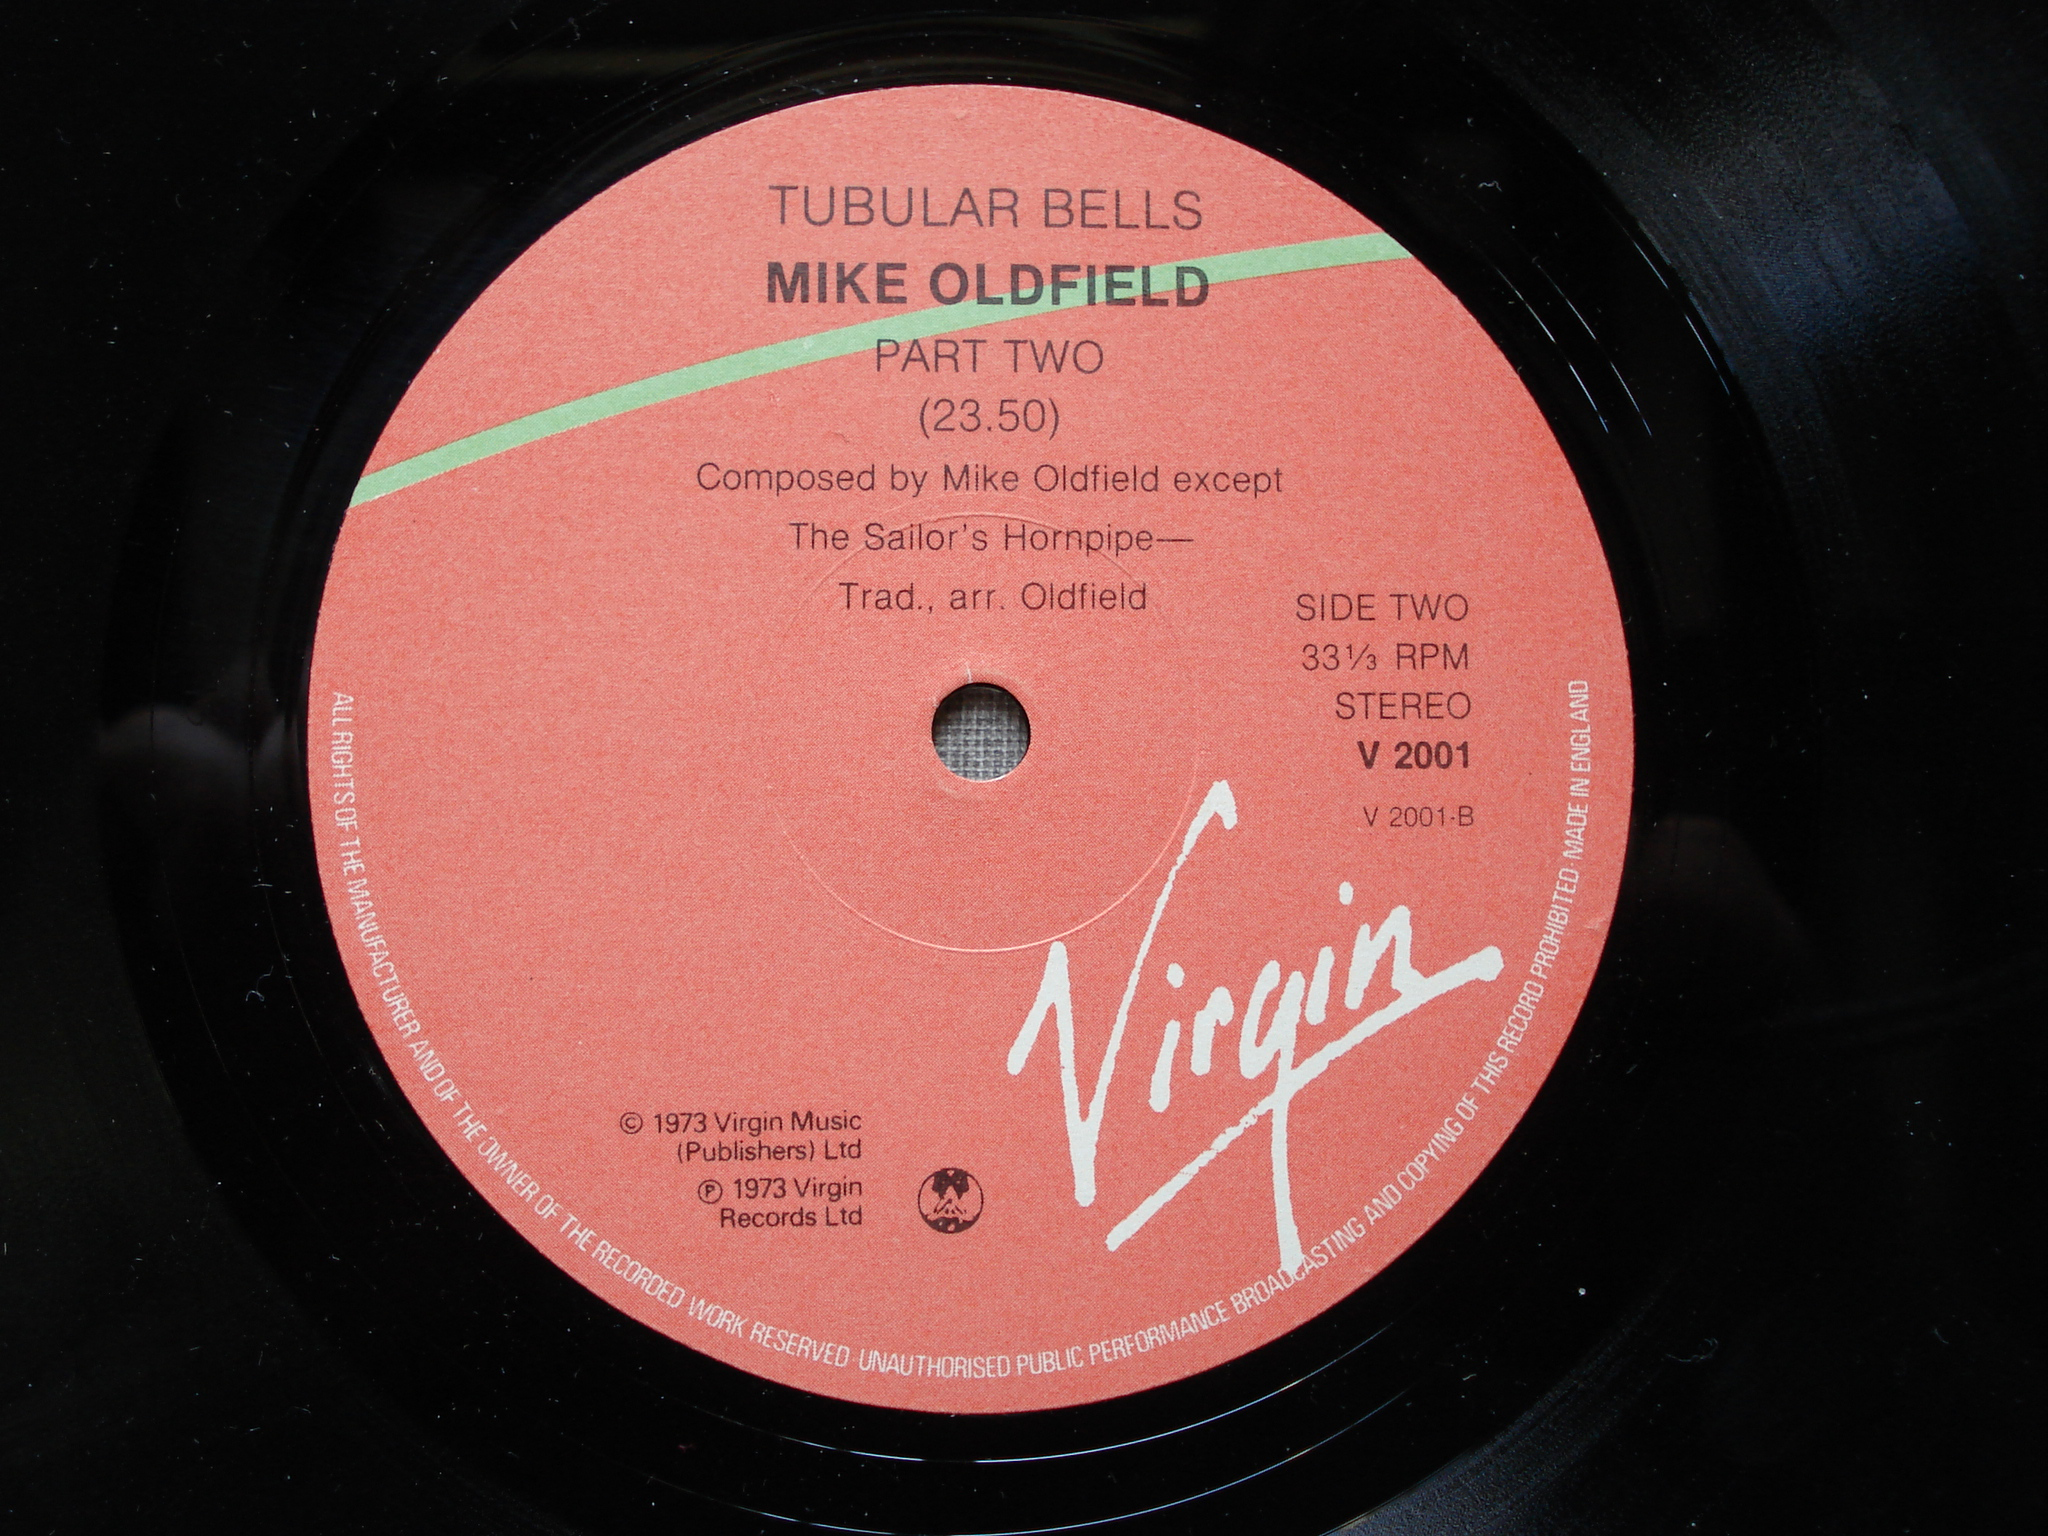 TUBULAR BELLS
MIKE OLDFIELD
PART TWO
(23.50)
Composed by Mike Oldfield except
The Sailor's Hornpipe—
Trad., arr. Oldfield
SIDE TWO
33⅓ RPM
STEREO
V 2001
V 2001·B
Virgin
© 1973 Virgin Music
(Publishers) Ltd
℗ 1973 Virgin
Records Ltd
ALL RIGHTS OF THE MANUFACTURER AND OF THE OWNER OF THE RECORDED WORK RESERVED · UNAUTHORISED PUBLIC PERFORMANCE BROADCASTING AND COPYING OF THIS RECORD PROHIBITED · MADE IN ENGLAND